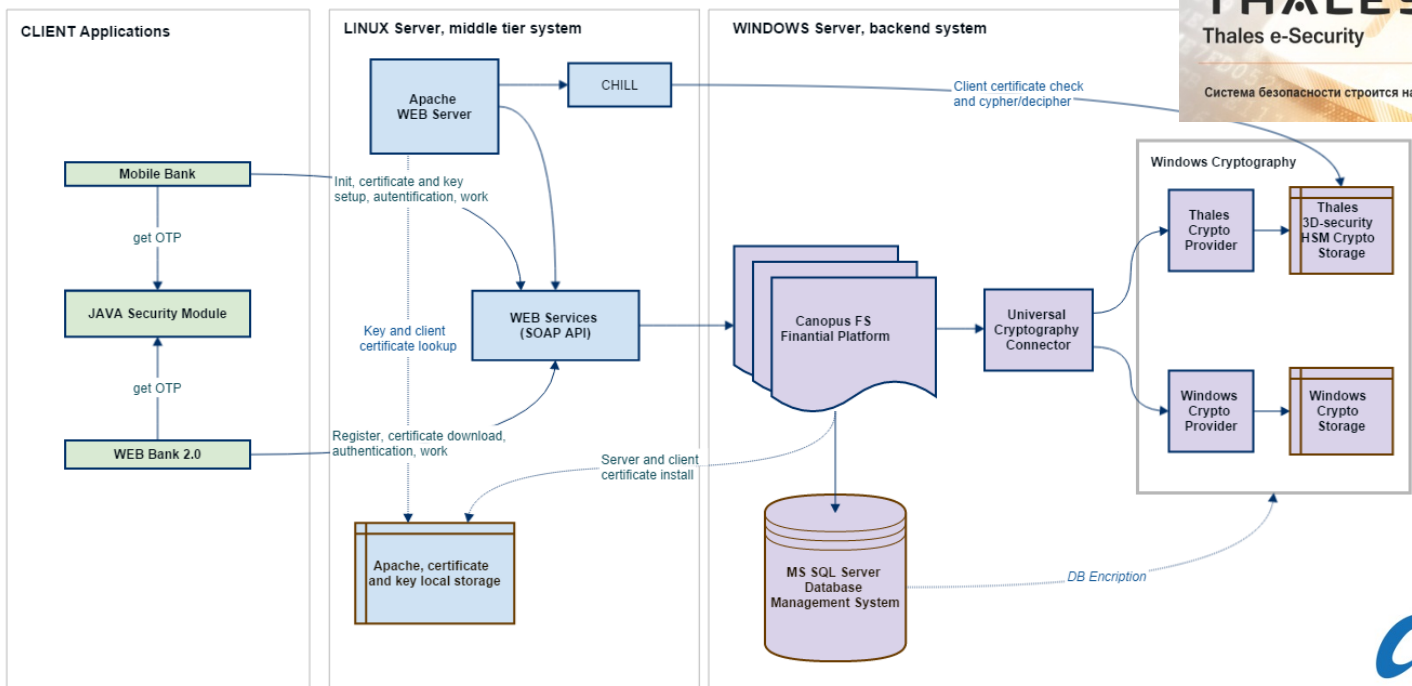 CLIENT Applications
LINUX Server, middle tier system
WINDOWS Server, backend system
THALES
Thales e-Security
Система безопасности строится на
Apache
WEB Server
CHILL
Client certificate check
and cypher/decipher
Mobile Bank
Init, certificate and key
setup, autentification, work
get OTP
JAVA Security Module
get OTP
WEB Bank 2.0
Key and client
certificate lookup
WEB Services
(SOAP API)
Register, certificate download,
authentication, work
Server and client
certificate install
Apache, certificate
and key local storage
Canopus FS
Finantial Platform
Universal
Cryptography
Connector
Windows Cryptography
Thales
Crypto
Provider
Thales
3D-security
HSM Crypto
Storage
Windows
Crypto
Provider
Windows
Crypto
Storage
MS SQL Server
Database
Management System
DB Encription